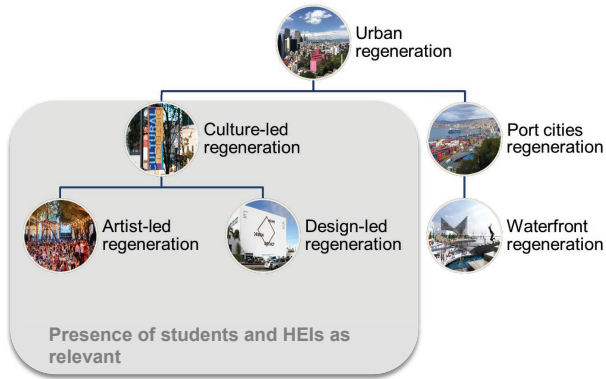 Urban
regeneration
Culture-led
regeneration
Port cities
regeneration
Artist-led
regeneration
Design-led
regeneration
Waterfront
regeneration
Presence of students and HEIs as
relevant